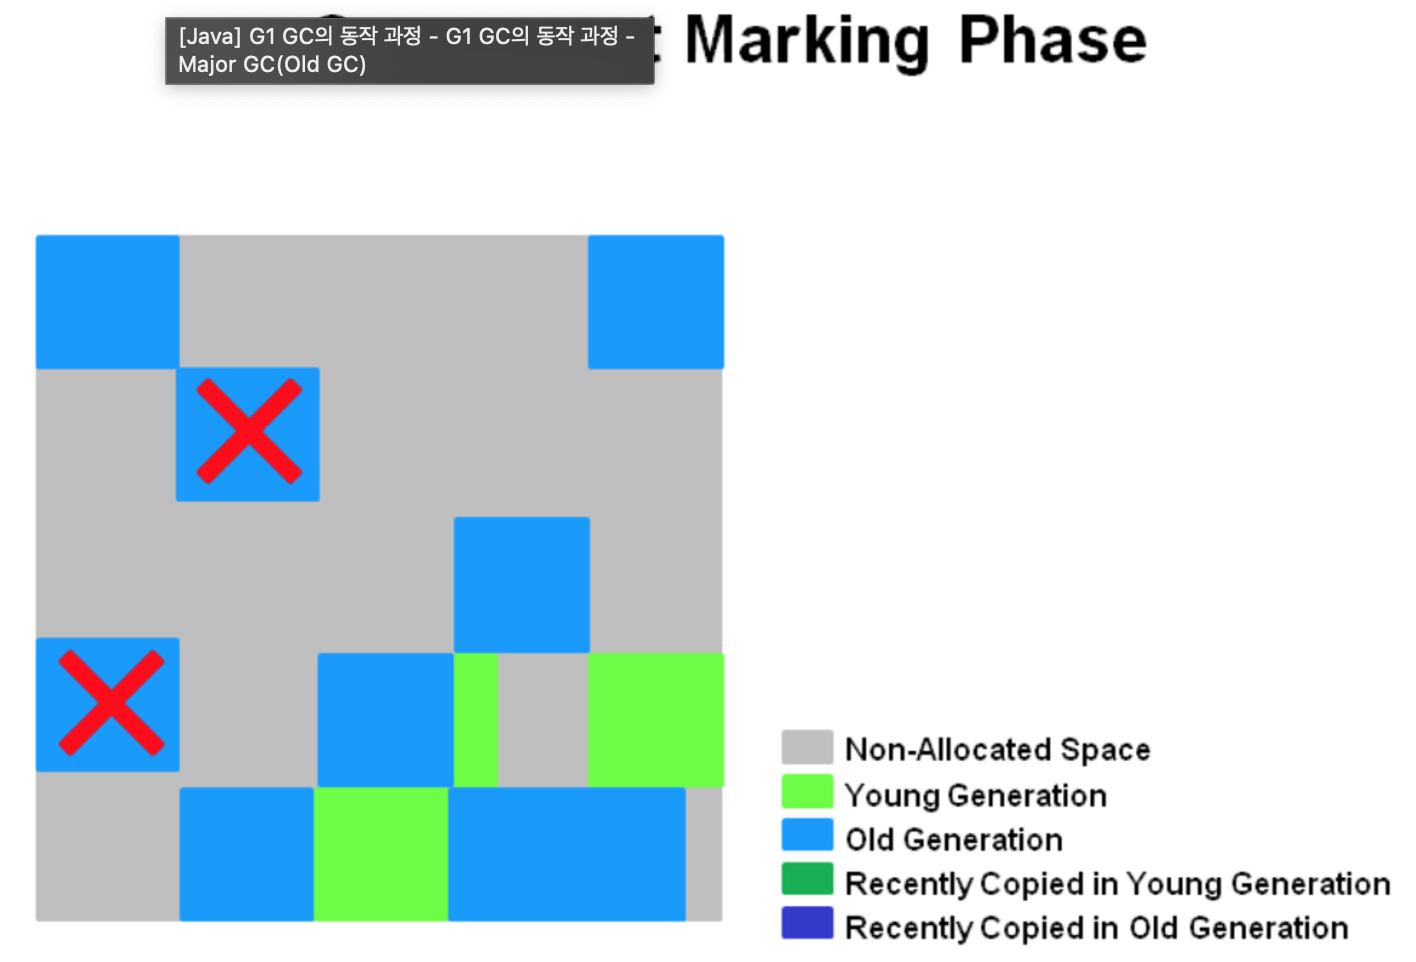 [Java] G1 GC의 동작 과정 - G1 GC의 동작 과정 -
Major GC(Old GC)
Marking Phase
Non-Allocated Space
Young Generation
Old Generation
Recently Copied in Young Generation
Recently Copied in Old Generation